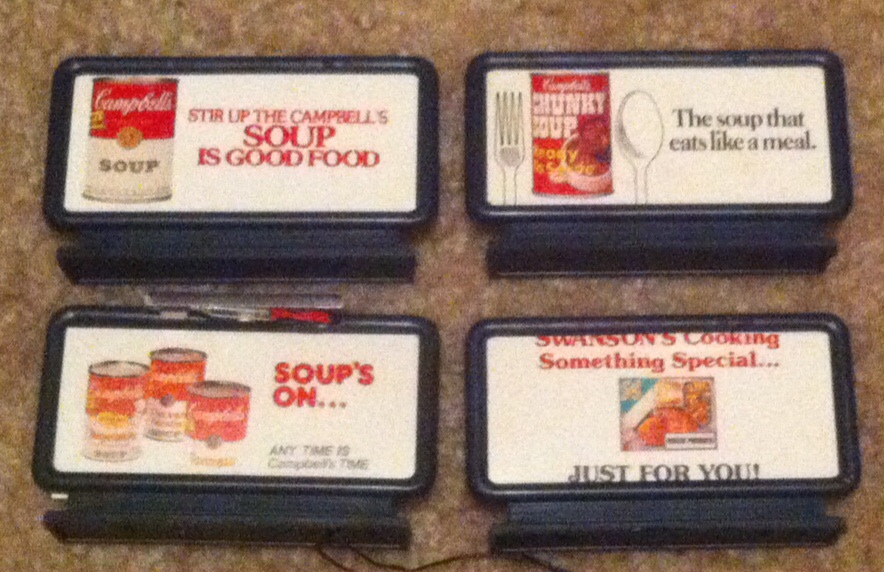 Campbell's
SOUP
STIR UP THE CAMPBELL'S
SOUP
IS GOOD FOOD
Campbell's
CHUNKY
SOUP
The soup that
eats like a meal.
SOUP'S
ON...
ANY TIME IS
Campbell's TIME
SWANSON'S Cooking
Something Special...
JUST FOR YOU!